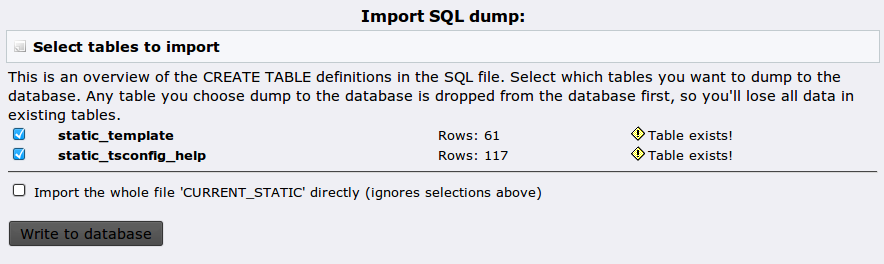 Import SQL dump:
Select tables to import
This is an overview of the CREATE TABLE definitions in the SQL file. Select which tables you want to dump to the
database. Any table you choose dump to the database is dropped from the database first, so you'll lose all data in
existing tables.
static_template Rows: 61 Table exists!
static_tsconfig_help Rows: 117 Table exists!
Import the whole file 'CURRENT_STATIC' directly (ignores selections above)
Write to database